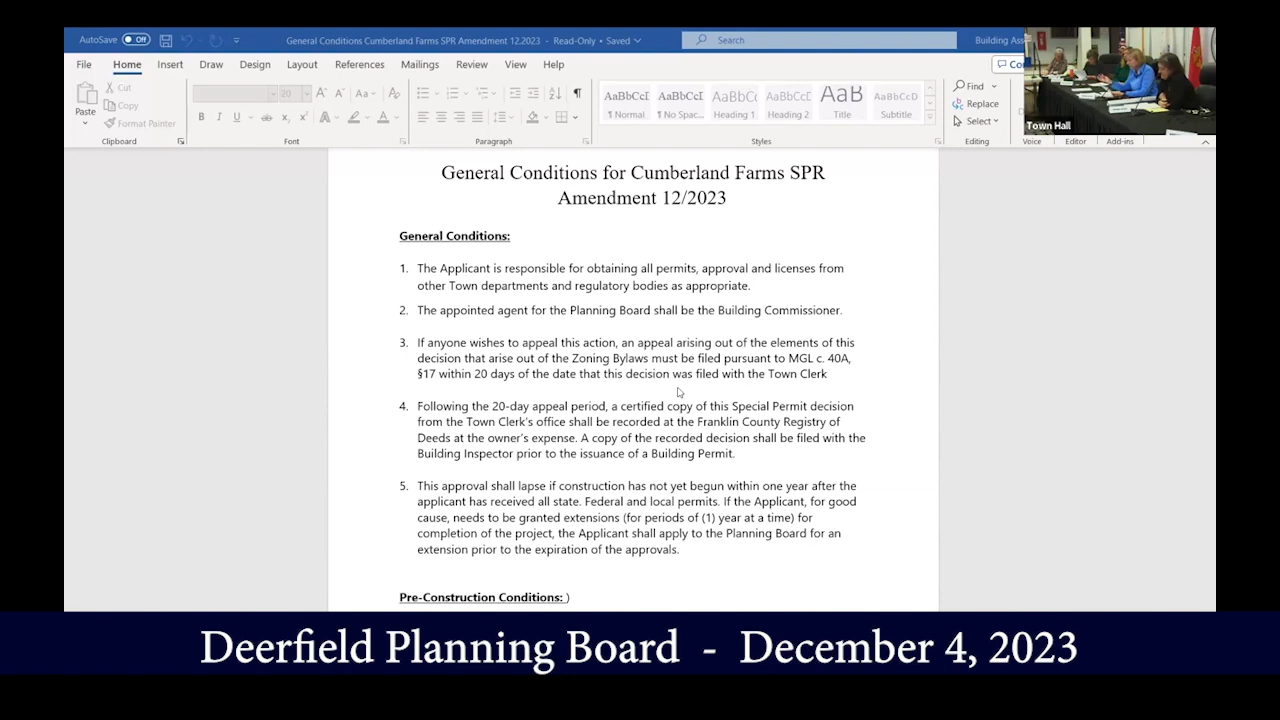 AutoSave Off General Conditions Cumberland Farms SPR Amendment 12.2023 - Read-Only • Saved Search Building Ass
File Home Insert Draw Design Layout References Mailings Review View Help
Paste
Cut
Copy
Format Painter
20
AaBbCcD ¶ Normal
AaBbCcD ¶ No Spac...
AaBbCc Heading 1
AaBbCcD Heading 2
AaB Title
AaBbCcD Subtitle
Find
Replace
Select
Clipboard Font Paragraph Styles Editing Voice Editor Add-ins
Town Hall
General Conditions for Cumberland Farms SPR
Amendment 12/2023
General Conditions:
1. The Applicant is responsible for obtaining all permits, approval and licenses from
other Town departments and regulatory bodies as appropriate.
2. The appointed agent for the Planning Board shall be the Building Commissioner.
3. If anyone wishes to appeal this action, an appeal arising out of the elements of this
decision that arise out of the Zoning Bylaws must be filed pursuant to MGL c. 40A,
§17 within 20 days of the date that this decision was filed with the Town Clerk
4. Following the 20-day appeal period, a certified copy of this Special Permit decision
from the Town Clerk's office shall be recorded at the Franklin County Registry of
Deeds at the owner's expense. A copy of the recorded decision shall be filed with the
Building Inspector prior to the issuance of a Building Permit.
5. This approval shall lapse if construction has not yet begun within one year after the
applicant has received all state. Federal and local permits. If the Applicant, for good
cause, needs to be granted extensions (for periods of (1) year at a time) for
completion of the project, the Applicant shall apply to the Planning Board for an
extension prior to the expiration of the approvals.
Pre-Construction Conditions: )
Deerfield Planning Board - December 4, 2023